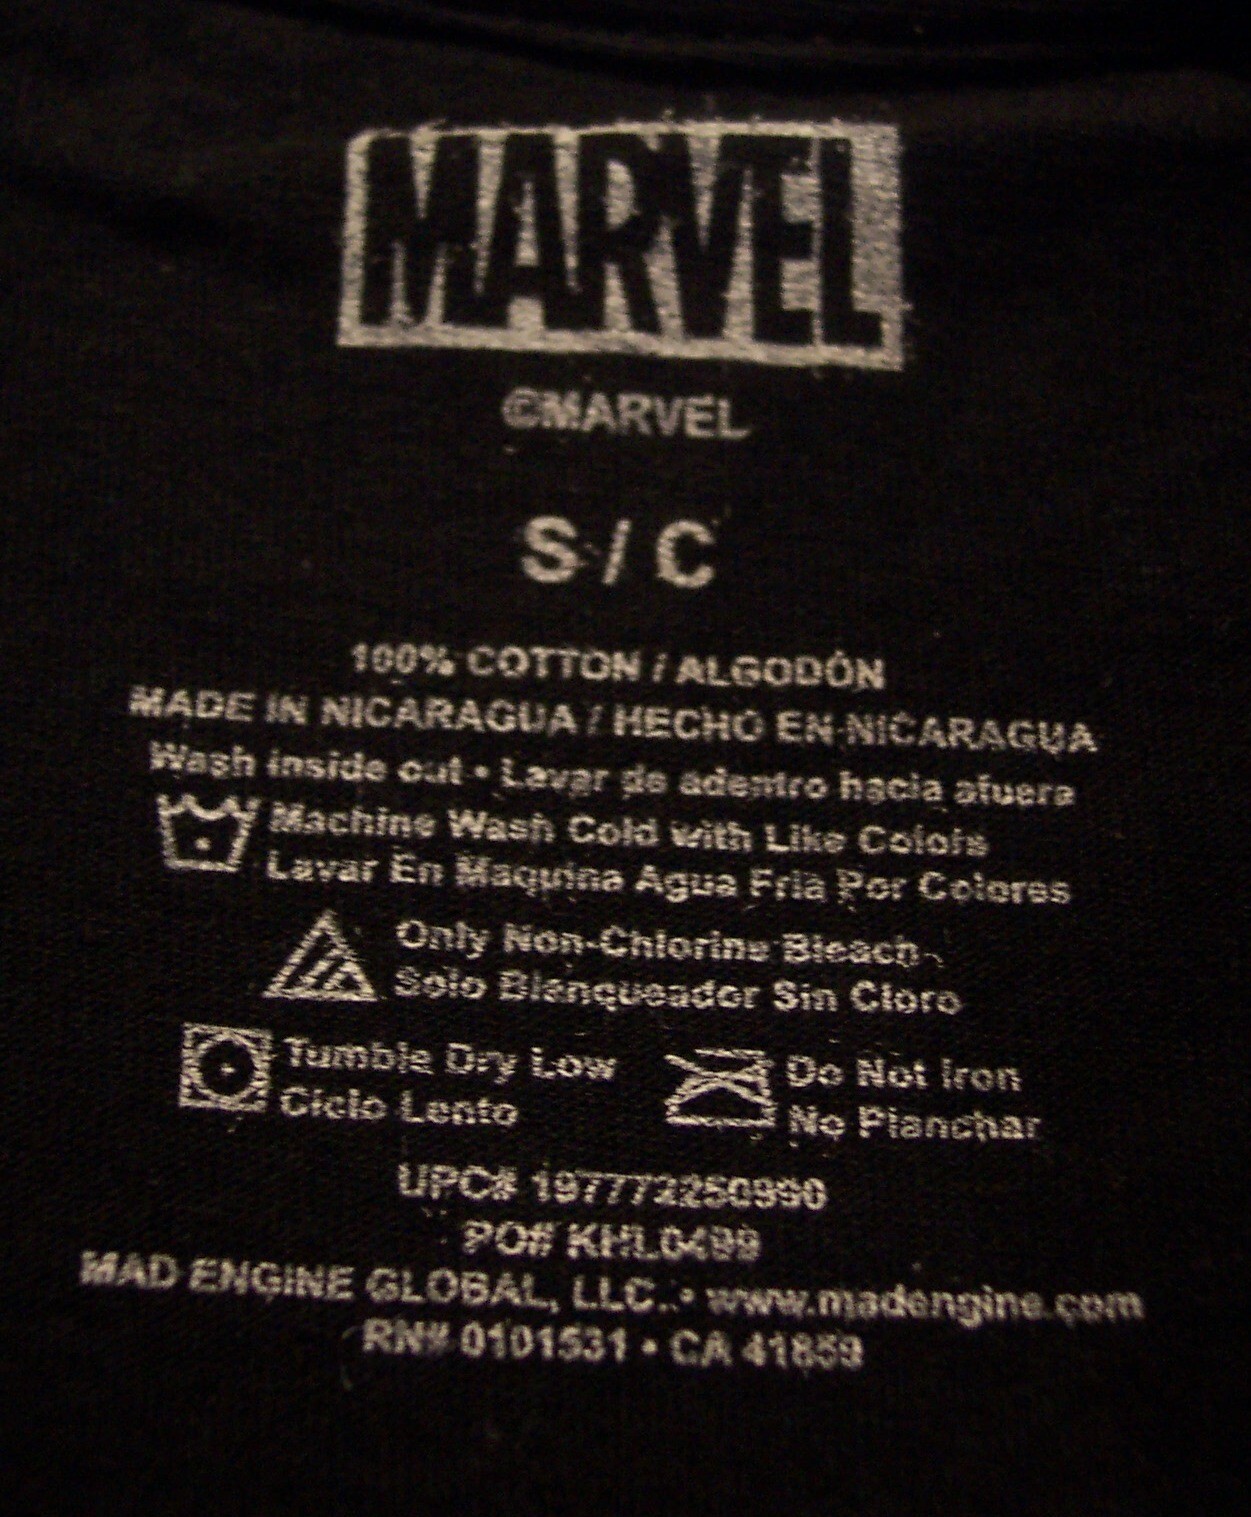 MARVEL
©MARVEL
S / C
100% COTTON / ALGODÓN
MADE IN NICARAGUA / HECHO EN NICARAGUA
Wash inside out • Lavar de adentro hacia afuera
Machine Wash Cold with Like Colors
Lavar En Maquina Agua Fria Por Colores
Only Non-Chlorine Bleach
Solo Blanqueador Sin Cloro
Tumble Dry Low
Ciclo Lento
Do Not Iron
No Planchar
UPC# 197773250990
PO# KHL0499
MAD ENGINE GLOBAL, LLC. • www.madengine.com
RN# 0101531 • CA 41859